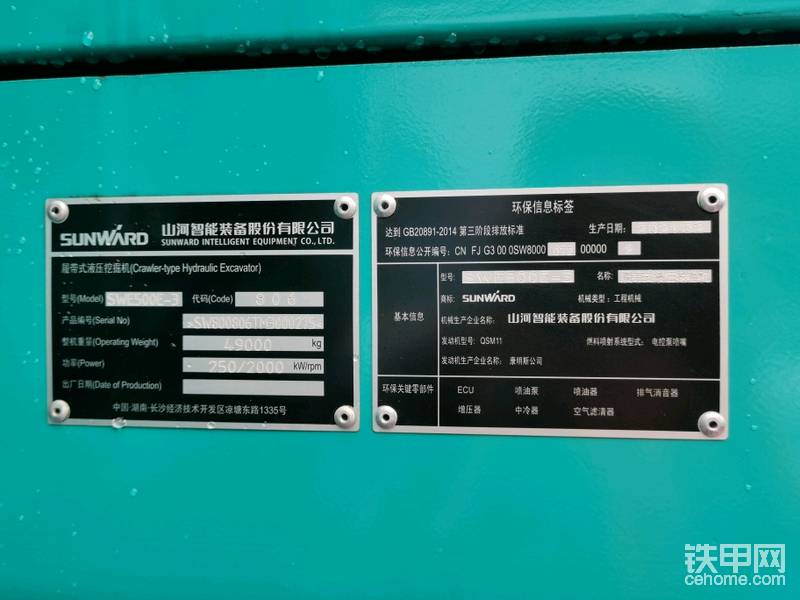 SUNWARD 山河智能装备股份有限公司
SUNWARD INTELLIGENT EQUIPMENT CO., LTD.
履带式液压挖掘机(Crawler-type Hydraulic Excavator)
型号(Model) SWE500E-3 代码(Code) 806
产品编号(Serial No)
整机重量(Operating Weight) 49000 kg
功率(Power) 250/2000 kW/rpm
出厂日期(Date of Production)
中国·湖南·长沙经济技术开发区凉塘东路1335号
环保信息标签
达到 GB20891-2014 第三阶段排放标准 生产日期:
环保信息公开编号: CN FJ G3 00 0SW8000 00000
型号: 名称:
商标: SUNWARD 机械类型: 工程机械
基本信息
机械生产企业名称: 山河智能装备股份有限公司
发动机型号: QSM11 燃料喷射系统型式: 电控泵喷嘴
发动机生产企业名称: 康明斯公司
环保关键零部件 ECU 喷油泵 喷油器 排气消音器
增压器 中冷器 空气滤清器
铁甲网
cehome.com